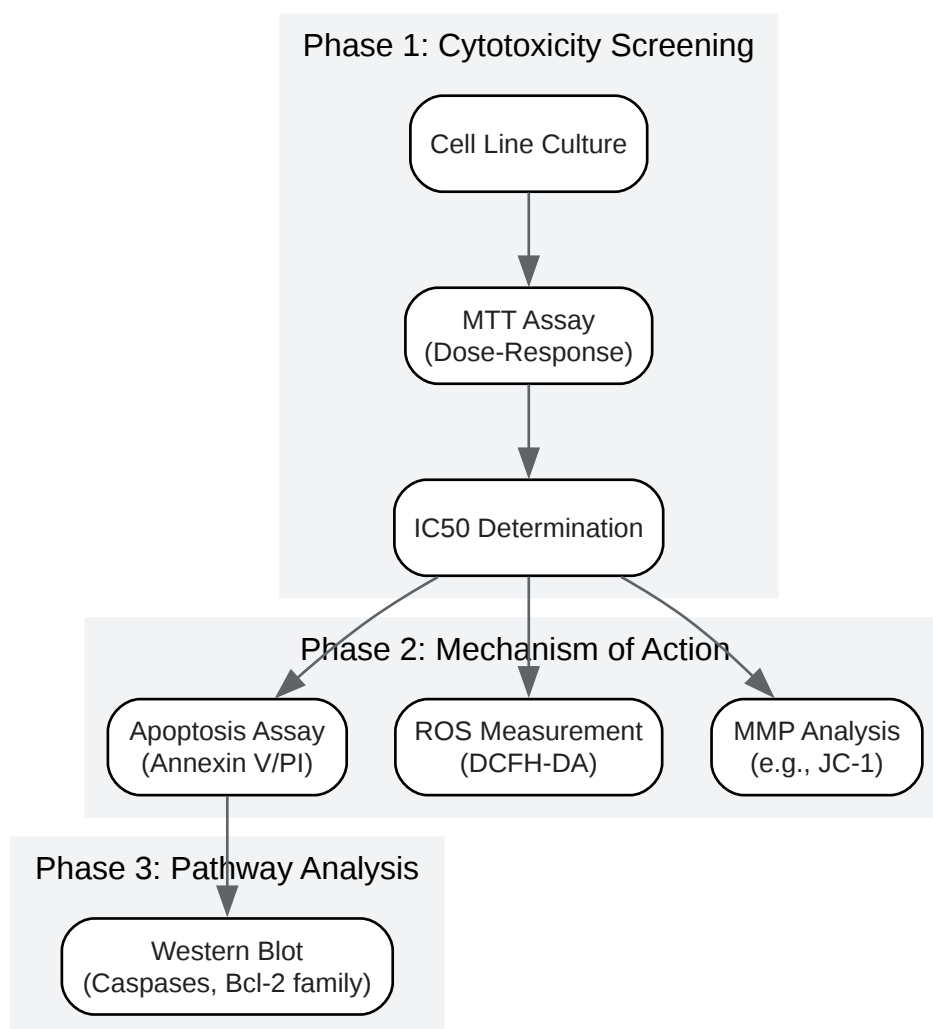 Phase 1: Cytotoxicity Screening
Cell Line Culture
MTT Assay
(Dose-Response)
IC50 Determination
Phase 2: Mechanism of Action
Apoptosis Assay
(Annexin V/PI)
ROS Measurement
(DCFH-DA)
MMP Analysis
(e.g., JC-1)
Phase 3: Pathway Analysis
Western Blot
(Caspases, Bcl-2 family)